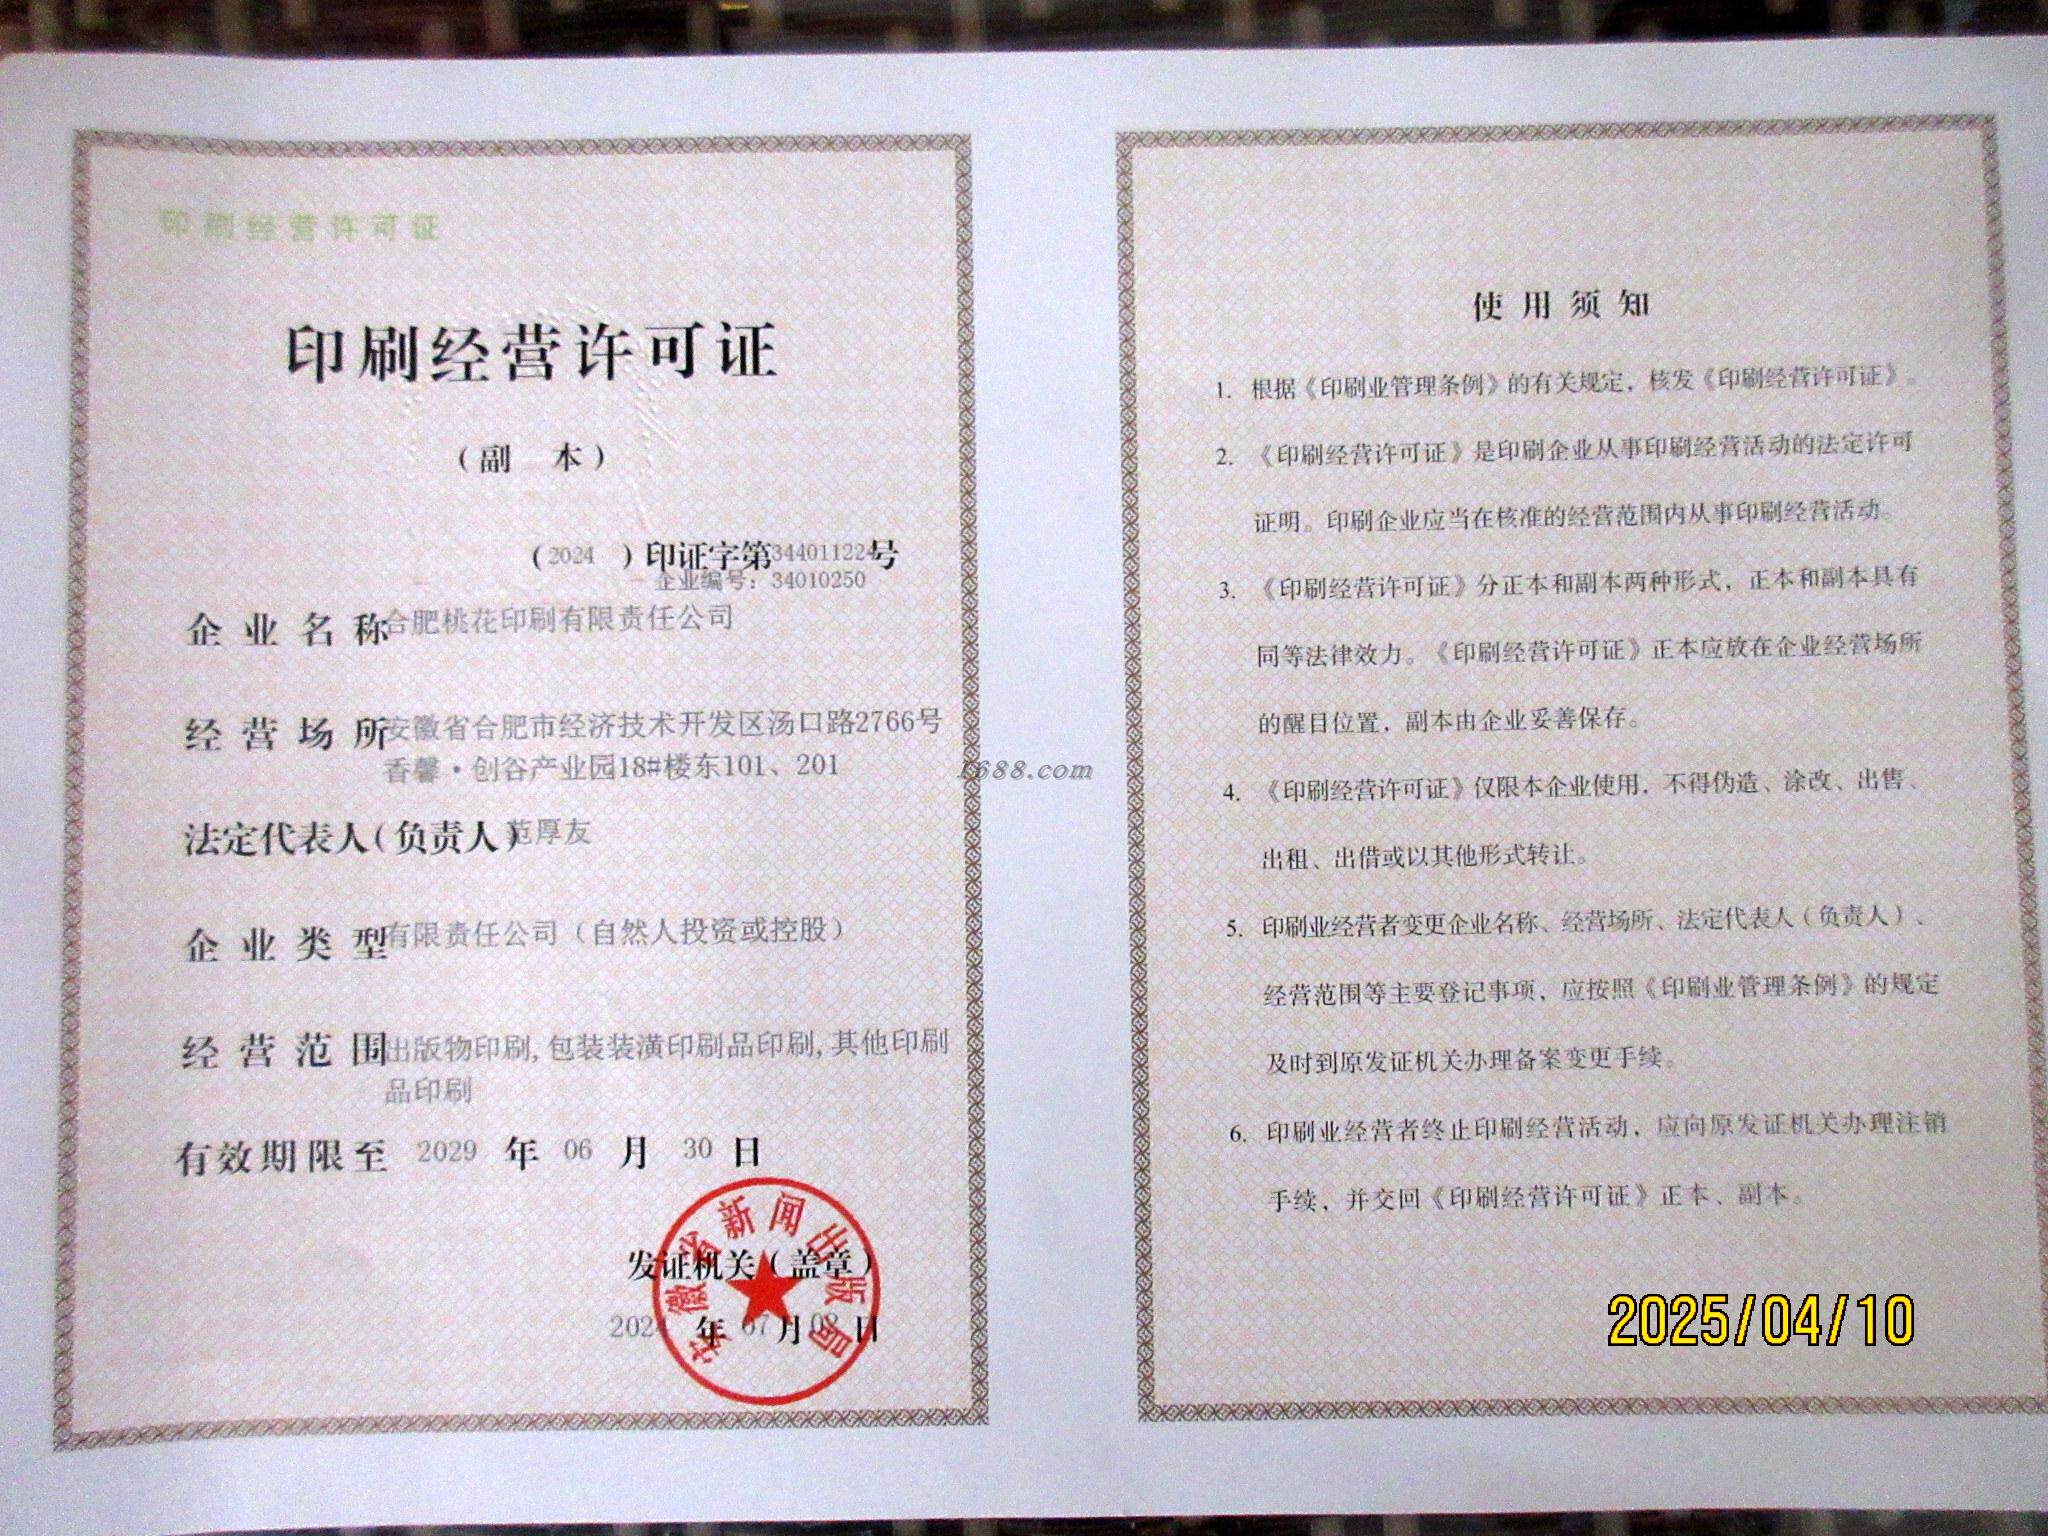 印刷经营许可证
印刷经营许可证
（副 本）
（2024 ）印证字第344011224号
企业编号：34010250
企业名称 合肥桃花印刷有限责任公司
经营场所 安徽省合肥市经济技术开发区汤口路2766号
香馨·创谷产业园18#楼东101、201
法定代表人（负责人）范厚友
企业类型 有限责任公司（自然人投资或控股）
经营范围 出版物印刷,包装装潢印刷品印刷,其他印刷
品印刷
有效期限至 2029 年 06 月 30 日
发证机关（盖章）
安徽省新闻出版局
2024 年 07 月 02 日
1688.com
使用须知
1. 根据《印刷业管理条例》的有关规定，核发《印刷经营许可证》。
2. 《印刷经营许可证》是印刷企业从事印刷经营活动的法定许可
证明。印刷企业应当在核准的经营范围内从事印刷经营活动。
3. 《印刷经营许可证》分正本和副本两种形式，正本和副本具有
同等法律效力。《印刷经营许可证》正本应放在企业经营场所
的醒目位置，副本由企业妥善保存。
4. 《印刷经营许可证》仅限本企业使用，不得伪造、涂改、出售、
出租、出借或以其他形式转让。
5. 印刷业经营者变更企业名称、经营场所、法定代表人（负责人）、
经营范围等主要登记事项，应按照《印刷业管理条例》的规定
及时到原发证机关办理备案变更手续。
6. 印刷业经营者终止印刷经营活动，应向原发证机关办理注销
手续，并交回《印刷经营许可证》正本、副本。
2025/04/10